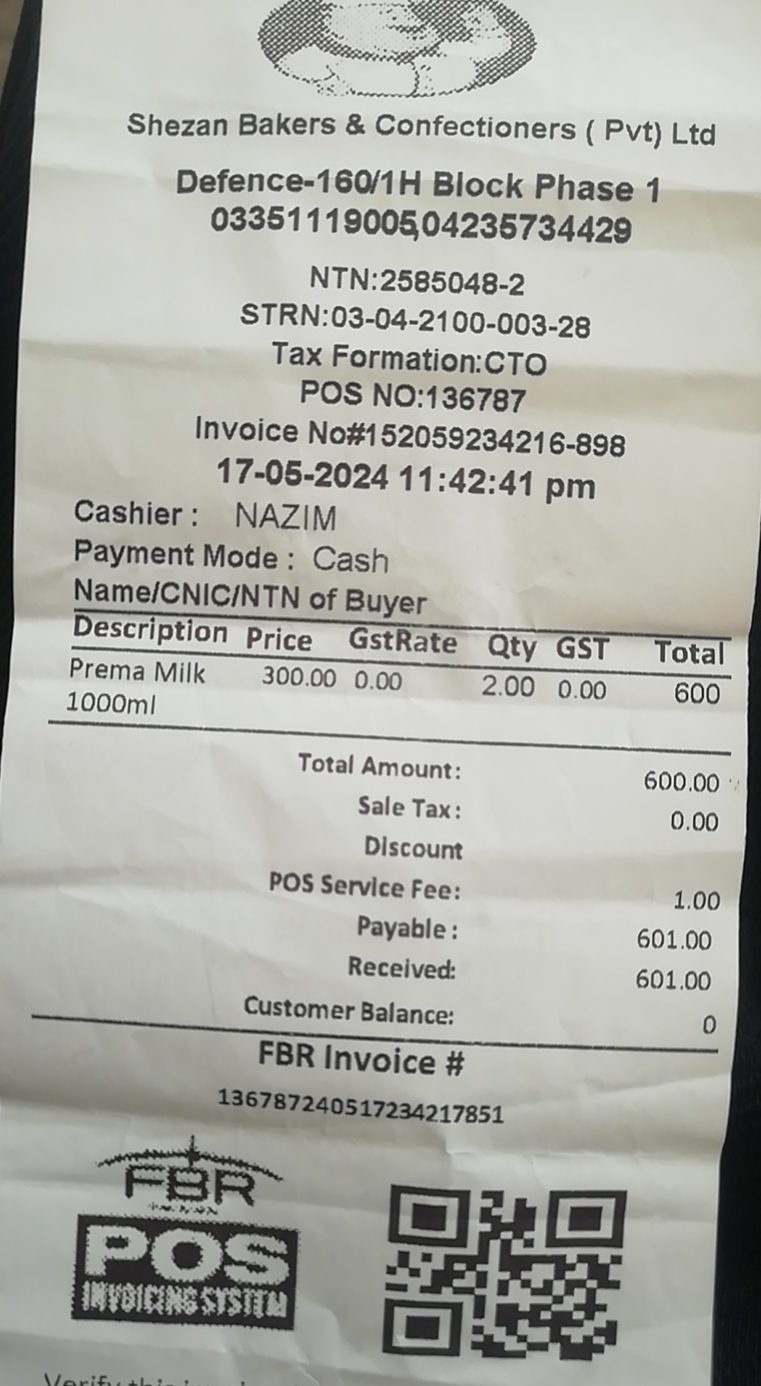 Shezan Bakers & Confectioners ( Pvt) Ltd
Defence-160/1H Block Phase 1
03351119005,04235734429
NTN:2585048-2
STRN:03-04-2100-003-28
Tax Formation:CTO
POS NO:136787
Invoice No#152059234216-898
17-05-2024 11:42:41 pm
Cashier : NAZIM
Payment Mode : Cash
Name/CNIC/NTN of Buyer
Description Price GstRate Qty GST Total
Prema Milk 300.00 0.00 2.00 0.00 600
1000ml
Total Amount: 600.00
Sale Tax : 0.00
Discount
POS Service Fee: 1.00
Payable : 601.00
Received: 601.00
Customer Balance: 0
FBR Invoice #
136787240517234217851
FBR
POS
INVOICING SYSTEM
Verify this